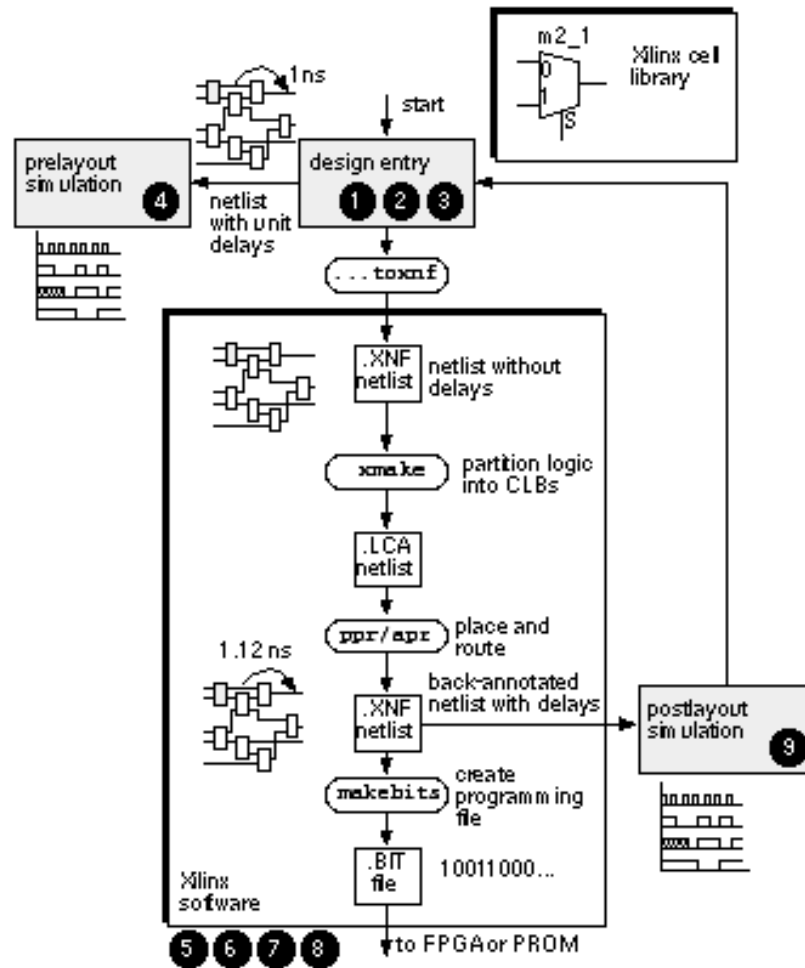 m2_1
0
1
S
Xilinx cell
library
1ns
start
prelayout
simulation
4
design entry
1 2 3
netlist
with unit
delays
...toxnf
.XNF
netlist
netlist without
delays
xmake
partition logic
into CLBs
.LCA
netlist
ppr/apr
place and
route
1.12 ns
back-annotated
netlist with delays
.XNF
netlist
postlayout
simulation
9
makebits
create
programming
file
.BIT
file
10011000...
Xilinx
software
5 6 7 8
to FPGA or PROM